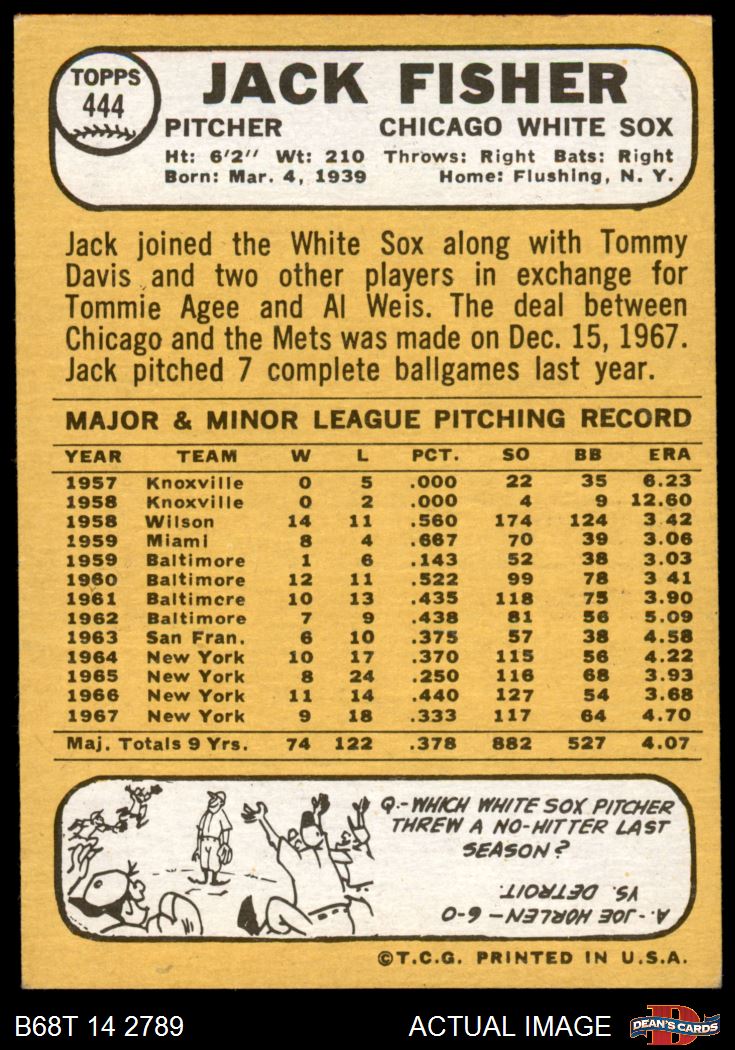 TOPPS
444
JACK FISHER
PITCHER CHICAGO WHITE SOX
Ht: 6'2" Wt: 210 Throws: Right Bats: Right
Born: Mar. 4, 1939 Home: Flushing, N. Y.
Jack joined the White Sox along with Tommy
Davis and two other players in exchange for
Tommie Agee and Al Weis. The deal between
Chicago and the Mets was made on Dec. 15, 1967.
Jack pitched 7 complete ballgames last year.
MAJOR & MINOR LEAGUE PITCHING RECORD
YEAR TEAM W L PCT. SO BB ERA
1957 Knoxville 0 5 .000 22 35 6.23
1958 Knoxville 0 2 .000 4 9 12.60
1958 Wilson 14 11 .560 174 124 3.42
1959 Miami 8 4 .667 70 39 3.06
1959 Baltimore 1 6 .143 52 38 3.03
1960 Baltimore 12 11 .522 99 78 3 41
1961 Baltimore 10 13 .435 118 75 3.90
1962 Baltimore 7 9 .438 81 56 5.09
1963 San Fran. 6 10 .375 57 38 4.58
1964 New York 10 17 .370 115 56 4.22
1965 New York 8 24 .250 116 68 3.93
1966 New York 11 14 .440 127 54 3.68
1967 New York 9 18 .333 117 64 4.70
Maj. Totals 9 Yrs. 74 122 .378 882 527 4.07
Q.-WHICH WHITE SOX PITCHER
THREW A NO-HITTER LAST
SEASON?
A.-JOE HORLEN-6-0
VS. DETROIT.
©T.C.G. PRINTED IN U.S.A.
B68T 14 2789 ACTUAL IMAGE D DEAN'S CARDS